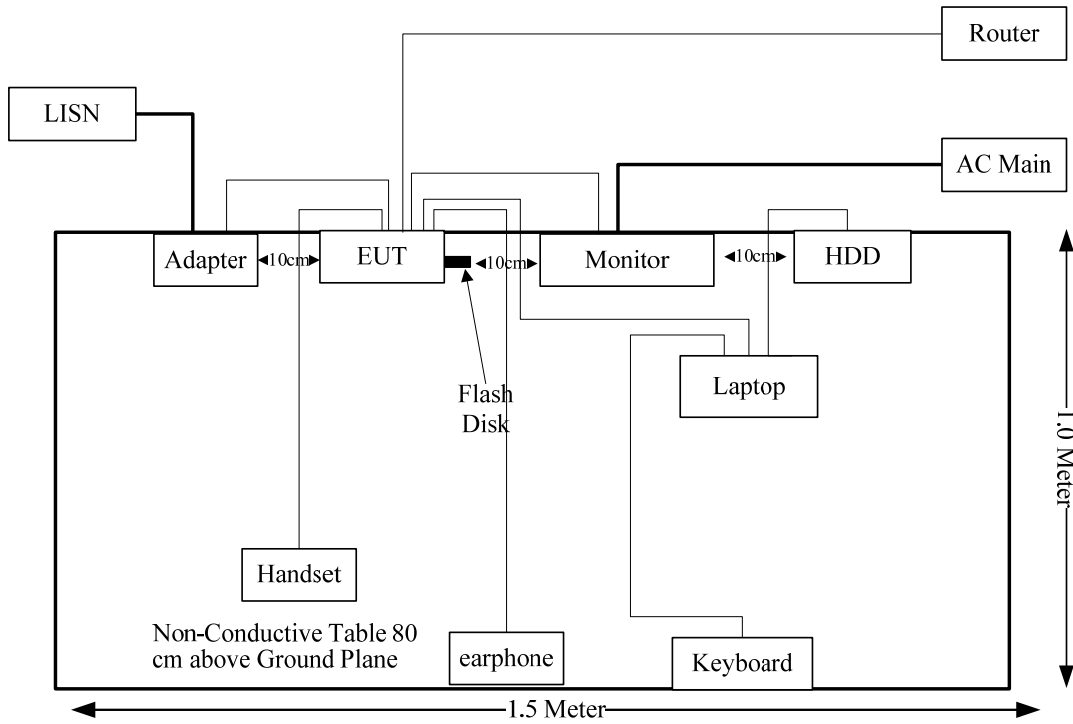 Router
LISN
AC Main
Adapter
10cm
EUT
10cm
Monitor
10cm
HDD
Flash
Disk
Laptop
1.0 Meter
Handset
Non-Conductive Table 80
cm above Ground Plane
earphone
Keyboard
1.5 Meter